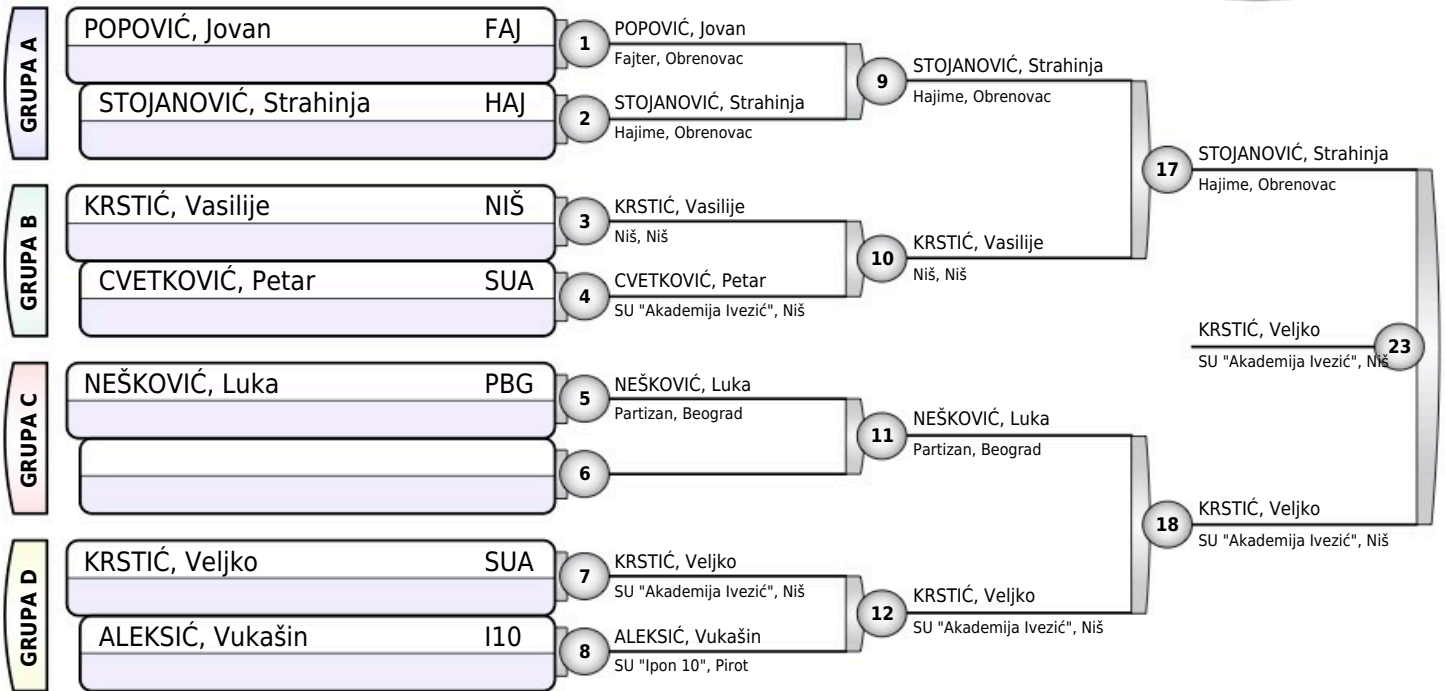 GRUPA A
POPOVIĆ, Jovan FAJ
STOJANOVIĆ, Strahinja HAJ
GRUPA B
KRSTIĆ, Vasilije NIŠ
CVETKOVIĆ, Petar SUA
GRUPA C
NEŠKOVIĆ, Luka PBG
GRUPA D
KRSTIĆ, Veljko SUA
ALEKSIĆ, Vukašin I10
1
POPOVIĆ, Jovan
Fajter, Obrenovac
2
STOJANOVIĆ, Strahinja
Hajime, Obrenovac
3
KRSTIĆ, Vasilije
Niš, Niš
4
CVETKOVIĆ, Petar
SU "Akademija Ivezić", Niš
5
NEŠKOVIĆ, Luka
Partizan, Beograd
6
7
KRSTIĆ, Veljko
SU "Akademija Ivezić", Niš
8
ALEKSIĆ, Vukašin
SU "Ipon 10", Pirot
9
STOJANOVIĆ, Strahinja
Hajime, Obrenovac
10
KRSTIĆ, Vasilije
Niš, Niš
11
NEŠKOVIĆ, Luka
Partizan, Beograd
12
KRSTIĆ, Veljko
SU "Akademija Ivezić", Niš
17
STOJANOVIĆ, Strahinja
Hajime, Obrenovac
18
KRSTIĆ, Veljko
SU "Akademija Ivezić", Niš
KRSTIĆ, Veljko
SU "Akademija Ivezić", Niš
23